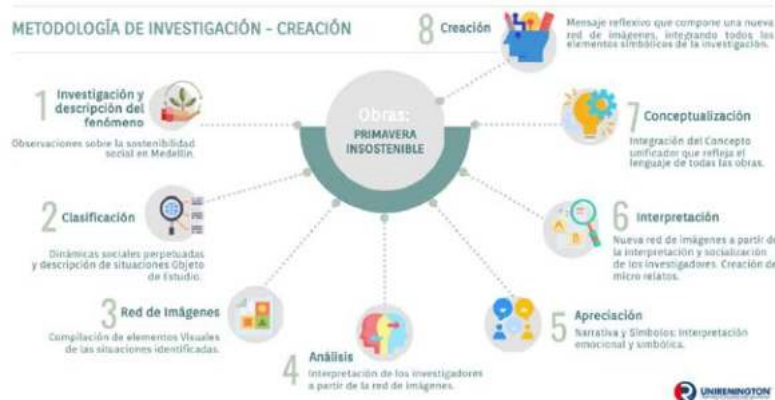 METODOLOGÍA DE INVESTIGACIÓN - CREACIÓN
Obras:
PRIMAVERA
INSOSTENIBLE
1
Investigación y
descripción del
fenómeno
Observaciones sobre la sostenibilidad
social en Medellín.
2
Clasificación
Dinámicas sociales perpetuadas
y descripción de situaciones Objeto
de Estudio.
3
Red de Imágenes
Compilación de elementos Visuales
de las situaciones identificadas.
4
Análisis
Interpretación de los investigadores
a partir de la red de imágenes.
5
Apreciación
Narrativa y Símbolos: Interpretación
emocional y simbólica.
6
Interpretación
Nueva red de imágenes a partir de
la interpretación y socialización
de los investigadores. Creación de
micro relatos.
7
Conceptualización
Integración del Concepto
unificador que refleja el
lenguaje de todas las obras.
8
Creación
Mensaje reflexivo que compone una nueva
red de imágenes, integrando todos los
elementos simbólicos de la investigación.
UNIREMINGTON